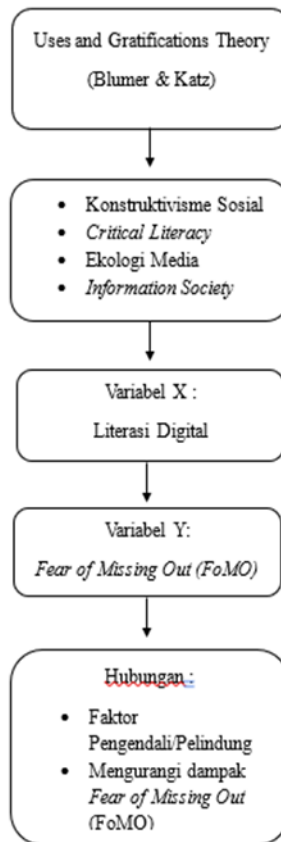 Uses and Gratifications Theory
(Blumer & Katz)
• Konstruktivisme Sosial
• Critical Literacy
• Ekologi Media
• Information Society
Variabel X :
Literasi Digital
Variabel Y:
Fear of Missing Out (FoMO)
Hubungan :
• Faktor
Pengendali/Pelindung
• Mengurangi dampak
Fear of Missing Out
(FoMO)